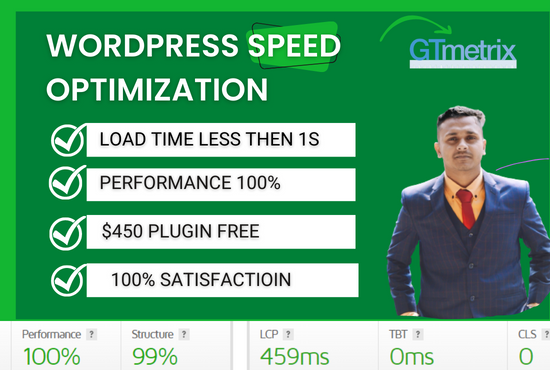 WORDPRESS SPEED
OPTIMIZATION
GTmetrix
LOAD TIME LESS THEN 1S
PERFORMANCE 100%
$450 PLUGIN FREE
100% SATISFACTIOIN
Performance ? Structure ? LCP ? TBT ? CLS ?
100% 99% 459ms 0ms 0